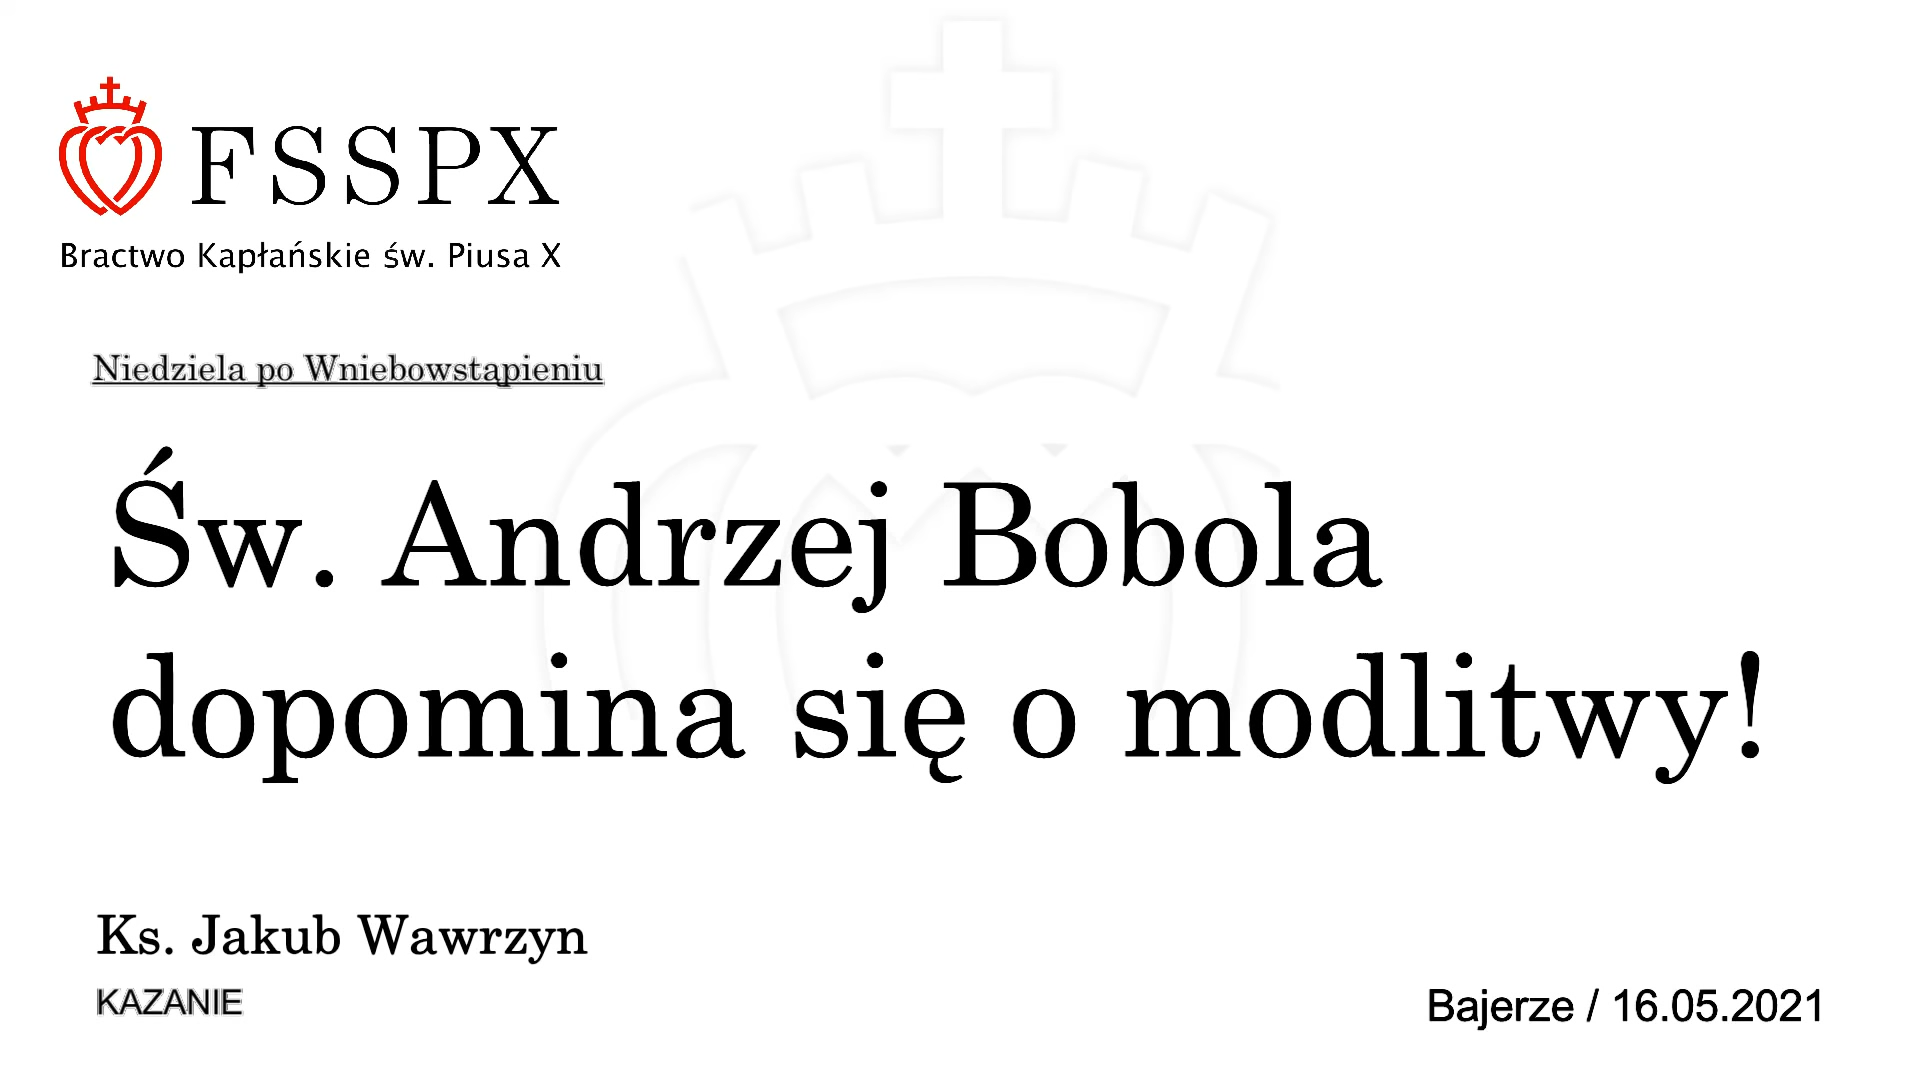 FSSPX
Bractwo Kapłańskie św. Piusa X
Niedziela po Wniebowstąpieniu
Św. Andrzej Bobola
dopomina się o modlitwy!
Ks. Jakub Wawrzyn
KAZANIE
Bajerze / 16.05.2021